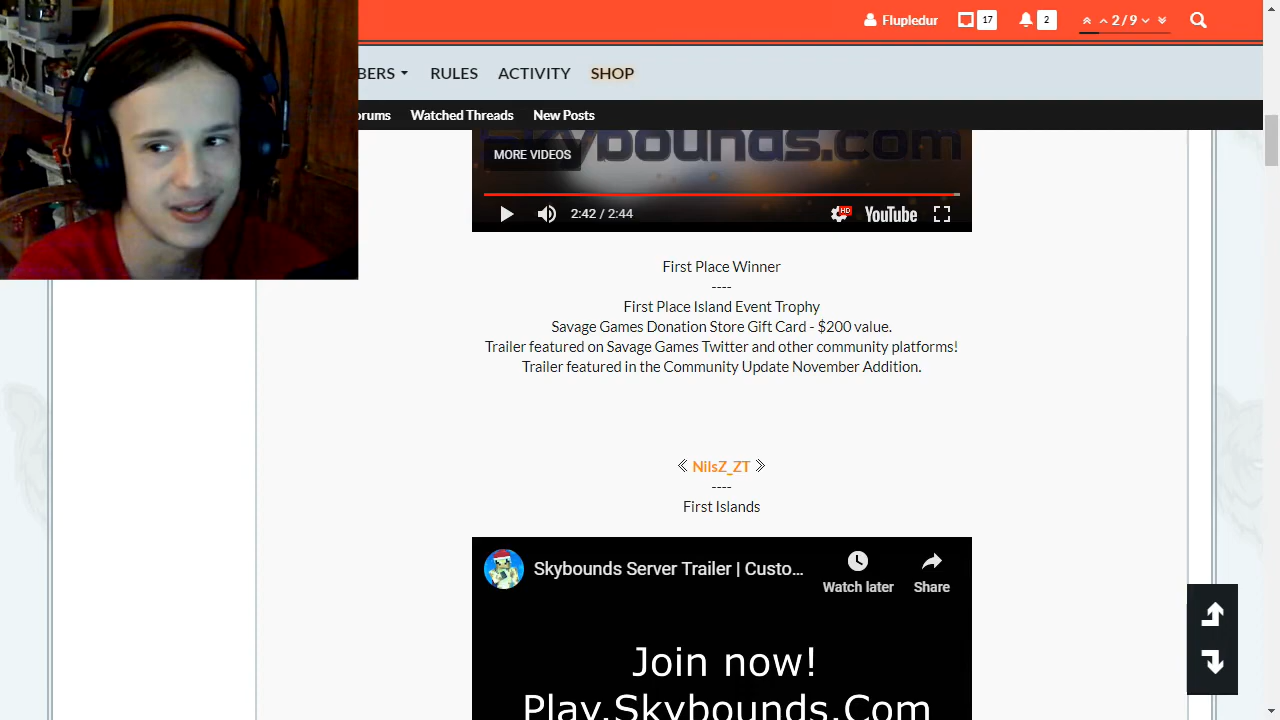 Flupledur 17 2 2 / 9
BERS RULES ACTIVITY SHOP
orums Watched Threads New Posts
Skybounds.com
MORE VIDEOS
2:42 / 2:44 HD YouTube
First Place Winner
----
First Place Island Event Trophy
Savage Games Donation Store Gift Card - $200 value.
Trailer featured on Savage Games Twitter and other community platforms!
Trailer featured in the Community Update November Addition.
« NilsZ_ZT »
----
First Islands
Skybounds Server Trailer | Custo...
Watch later Share
Join now!
Play.Skybounds.Com